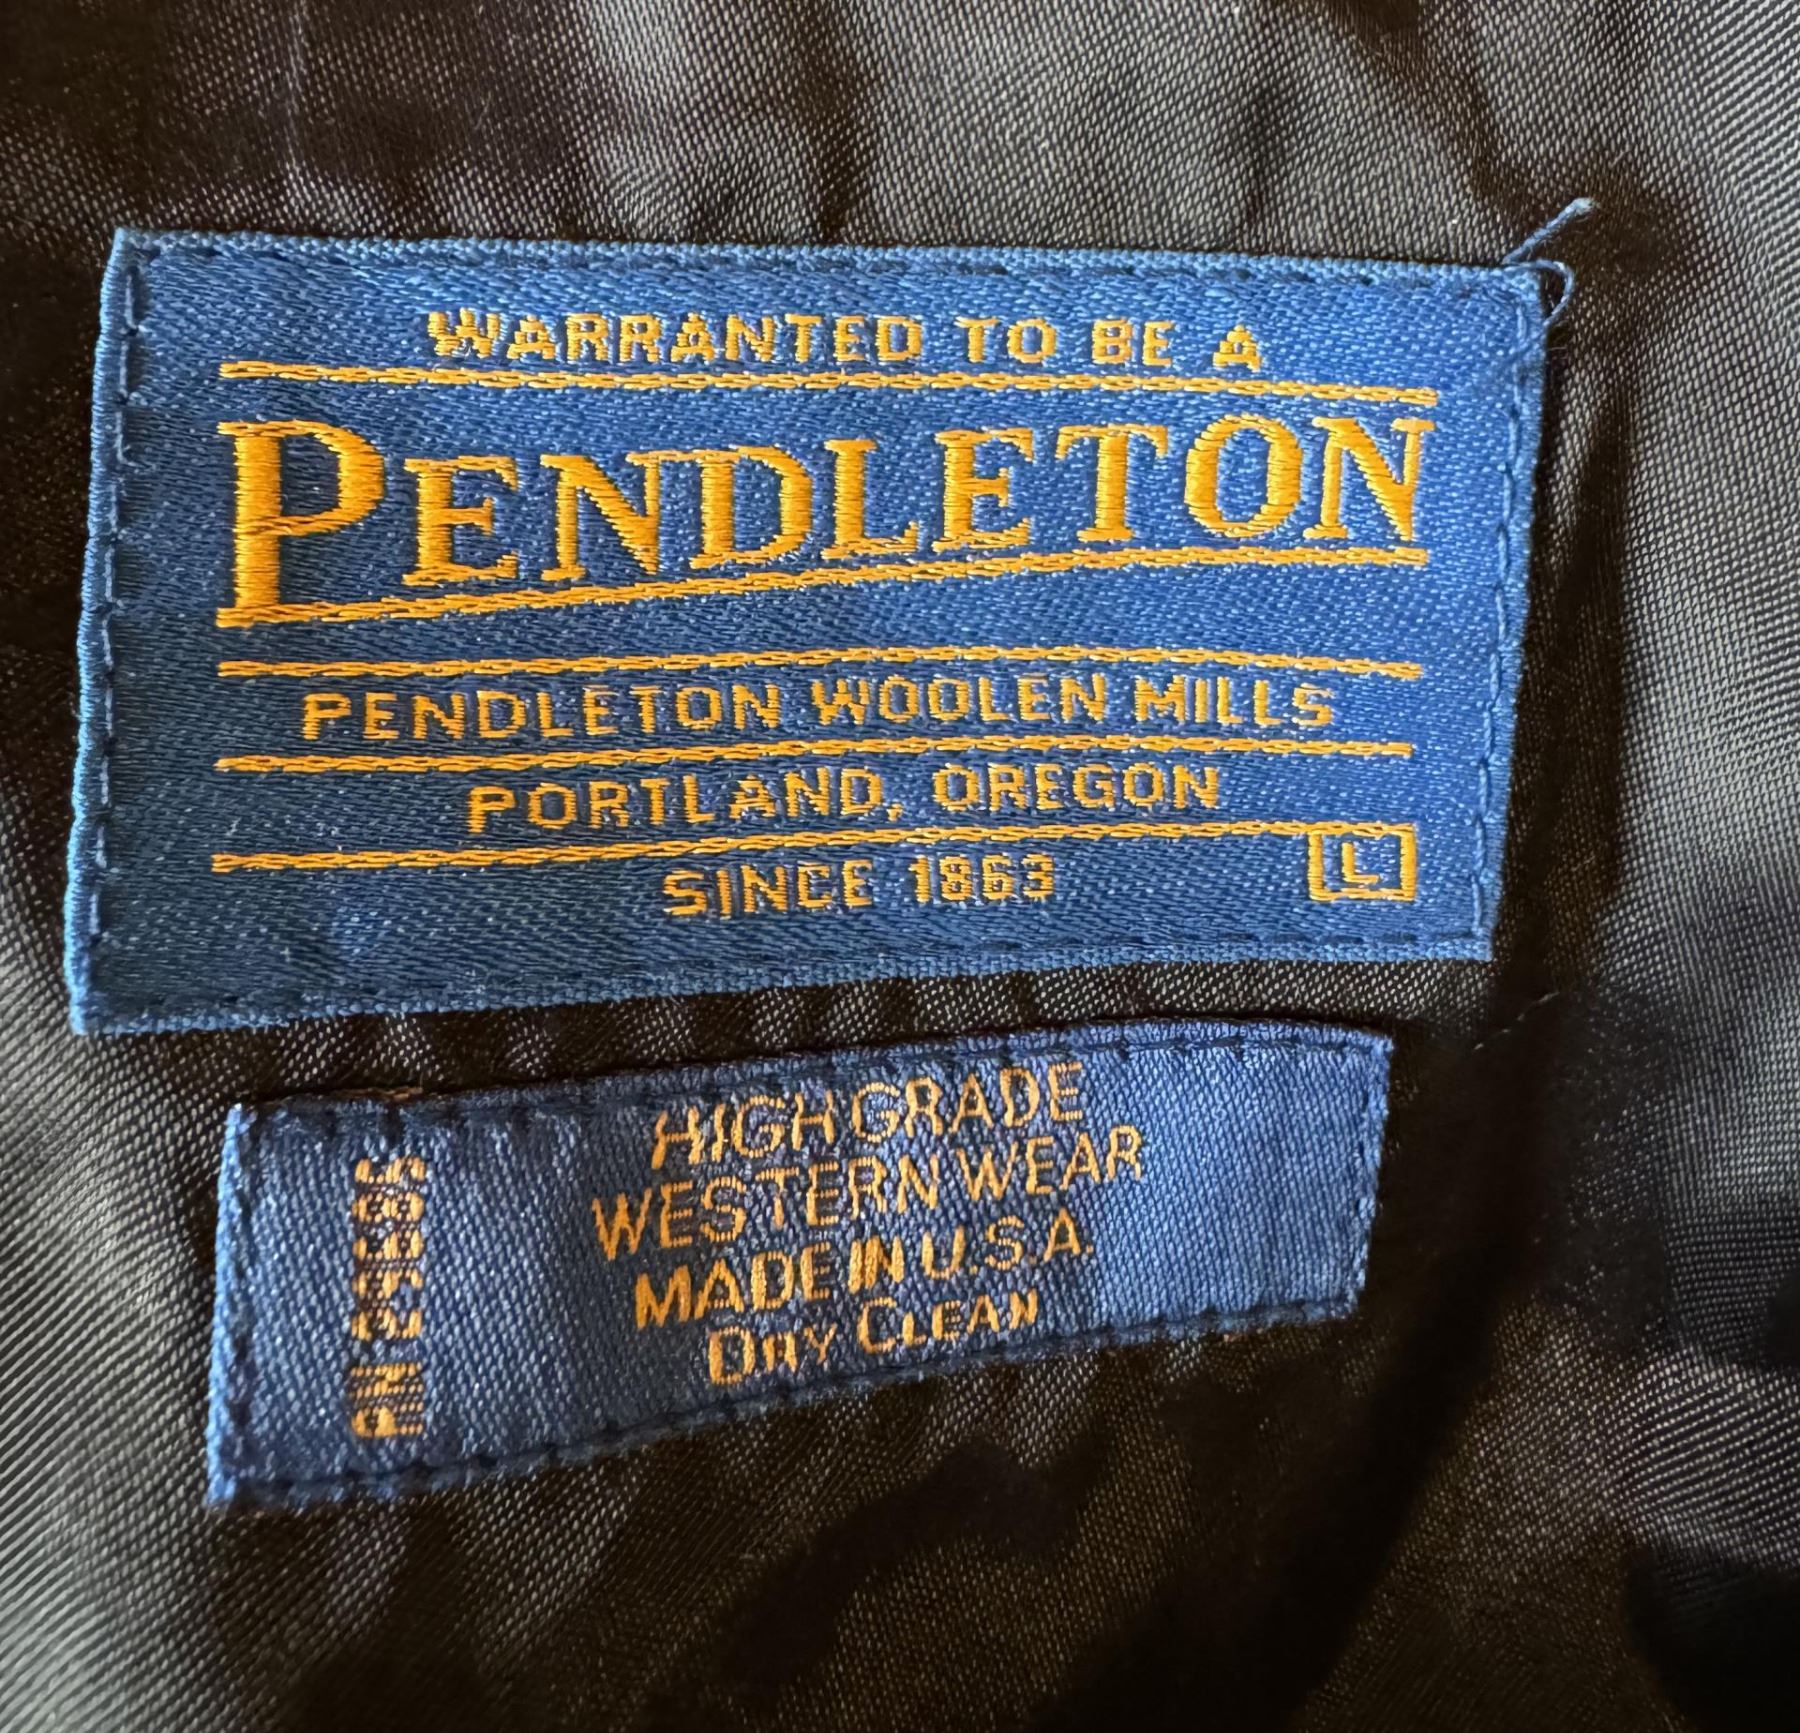 WARRANTED TO BE A
PENDLETON
PENDLETON WOOLEN MILLS
PORTLAND, OREGON
SINCE 1863
L
HIGH GRADE
WESTERN WEAR
MADE IN U.S.A.
DRY CLEAN
RN